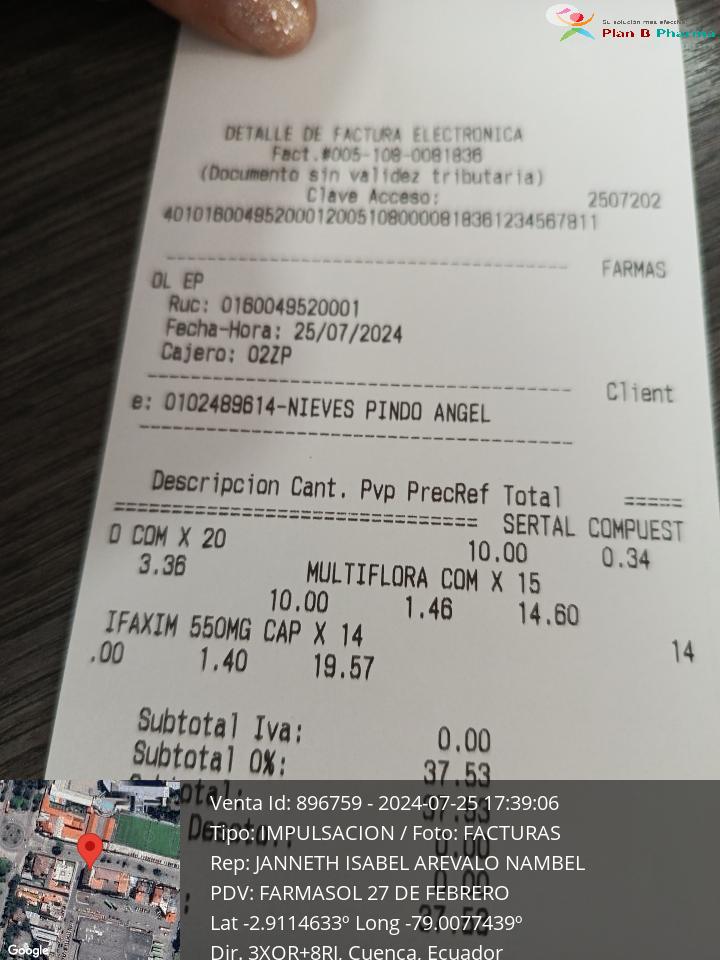 Su solución más efectiva
Plan B Pharma
DETALLE DE FACTURA ELECTRONICA
Fact.#005-108-0081836
(Documento sin validez tributaria)
Clave Acceso: 2507202
401016004952000120051080000818361234567811
------------------------------------------ FARMAS
OL EP
Ruc: 0160049520001
Fecha-Hora: 25/07/2024
Cajero: 02ZP
------------------------------------------ Client
e: 0102489614-NIEVES PINDO ANGEL
------------------------------------------
Descripcion Cant. Pvp PrecRef Total =====
===================================== SERTAL COMPUEST
O COM X 20 10.00 0.34
3.36 MULTIFLORA COM X 15
10.00 1.46 14.60
IFAXIM 550MG CAP X 14 14
.00 1.40 19.57
Subtotal Iva: 0.00
Subtotal 0%: 37.53
Venta Id: 896759 - 2024-07-25 17:39:06
Tipo: IMPULSACION / Foto: FACTURAS
Rep: JANNETH ISABEL AREVALO NAMBEL
PDV: FARMASOL 27 DE FEBRERO
Lat -2.9114633º Long -79.0077439º
Dir. 3XQR+8RJ, Cuenca, Ecuador
Google